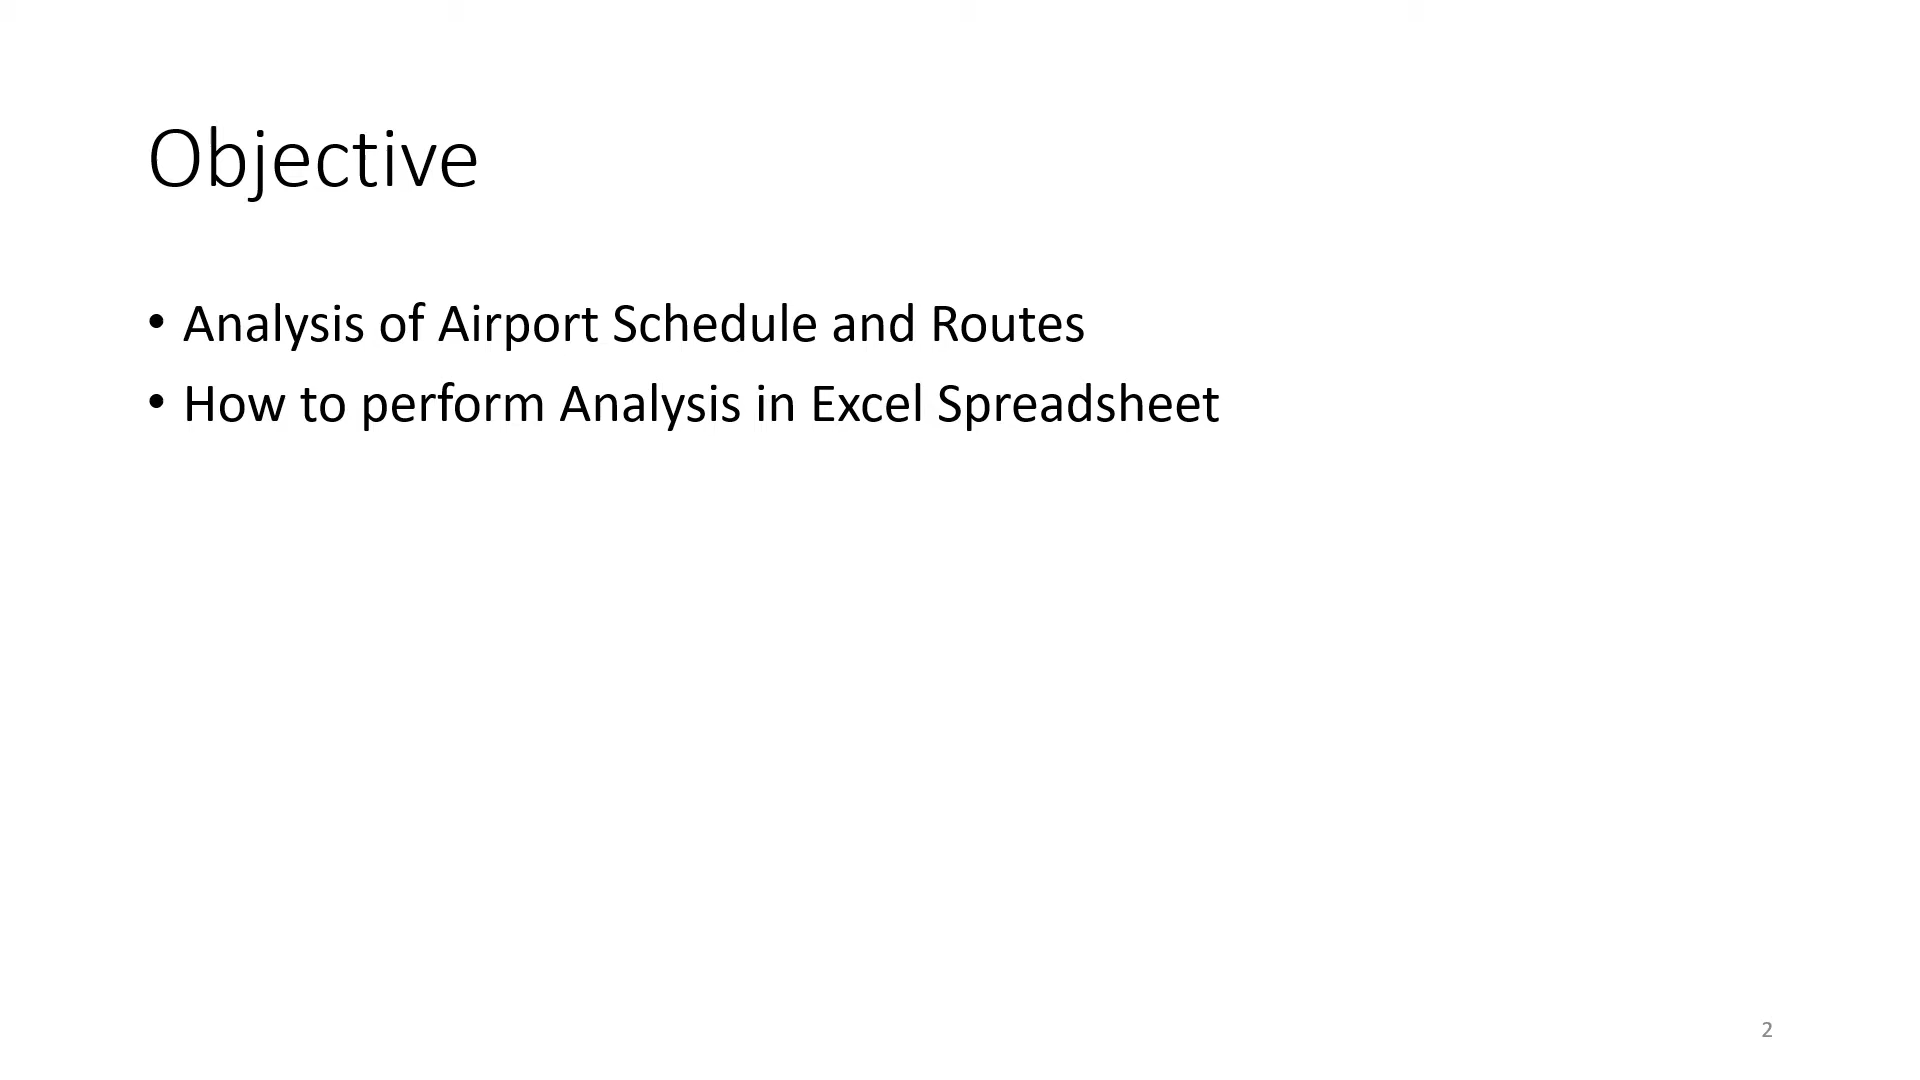 Objective
• Analysis of Airport Schedule and Routes
• How to perform Analysis in Excel Spreadsheet
2